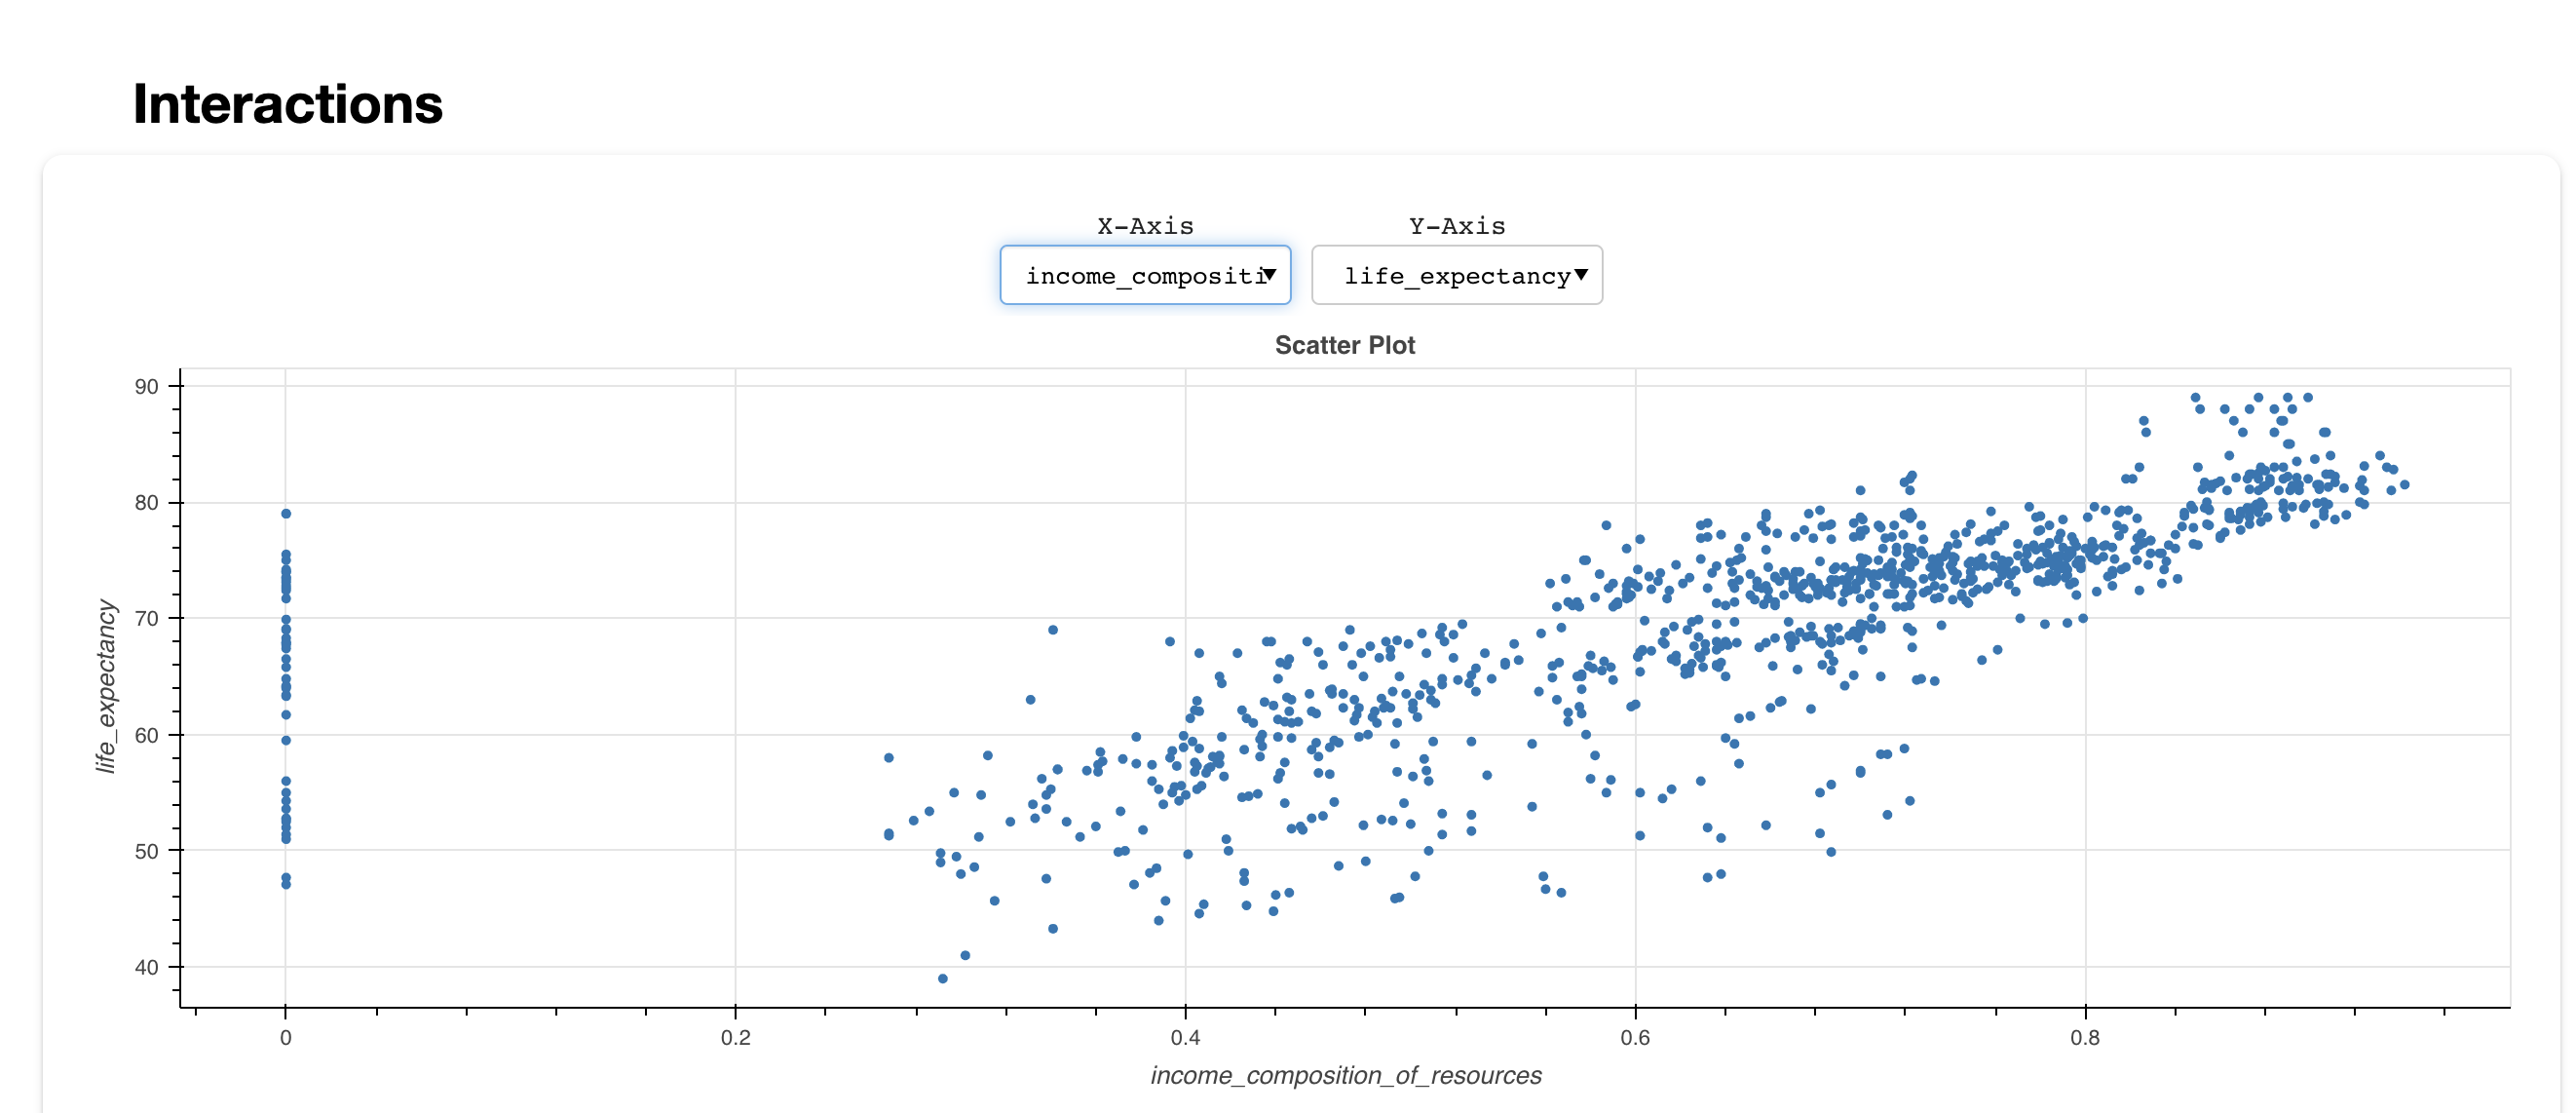 Interactions
X-Axis Y-Axis
income_compositi life_expectancy
Scatter Plot
90
80
70
60
50
40
life_expectancy
0 0.2 0.4 0.6 0.8
income_composition_of_resources